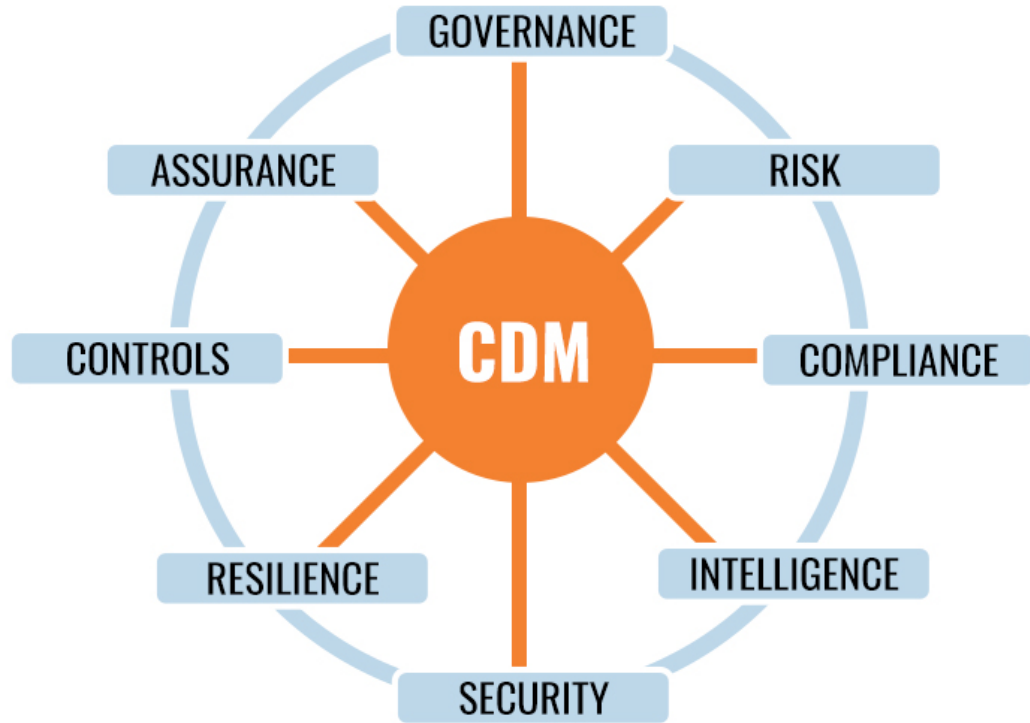 GOVERNANCE
ASSURANCE
RISK
CDM
CONTROLS
COMPLIANCE
RESILIENCE
INTELLIGENCE
SECURITY